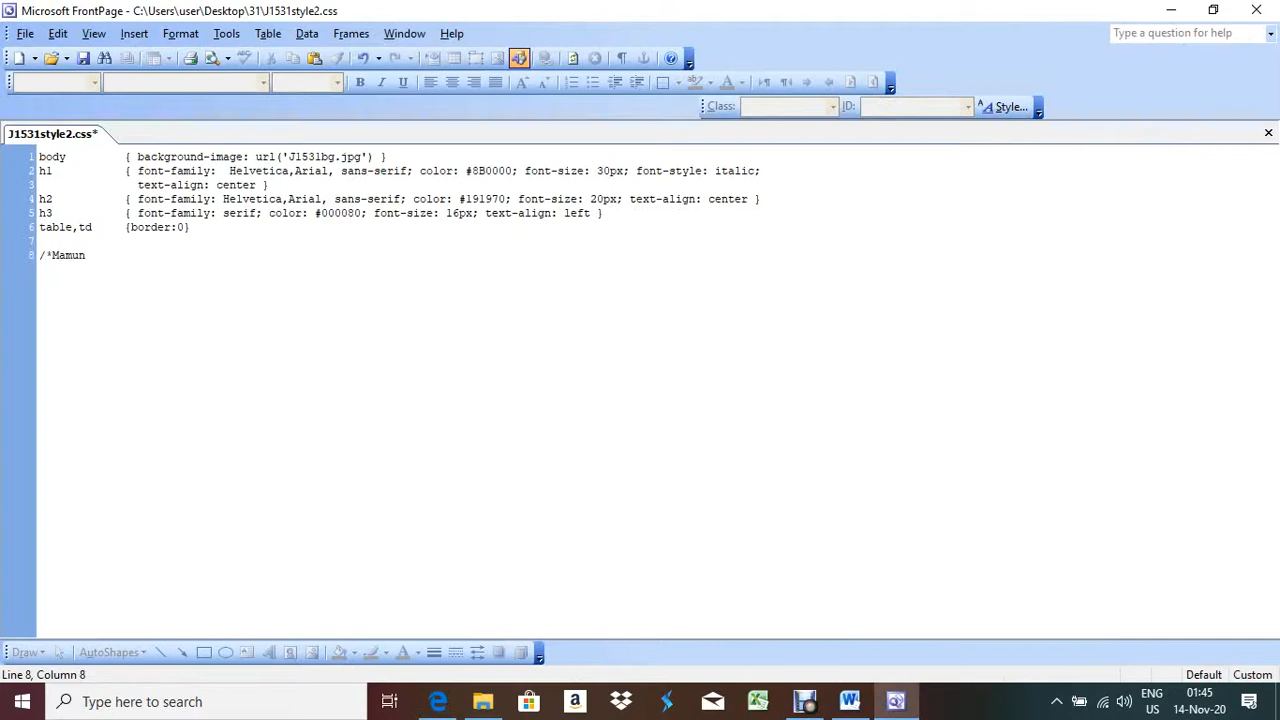 Microsoft FrontPage - C:\Users\user\Desktop\31\J1531style2.css
File Edit View Insert Format Tools Table Data Frames Window Help
Type a question for help
B I U
Class: ID: Style...
J1531style2.css*
1 body { background-image: url('J1531bg.jpg') }
2 h1 { font-family: Helvetica,Arial, sans-serif; color: #8B0000; font-size: 30px; font-style: italic;
3 text-align: center }
4 h2 { font-family: Helvetica,Arial, sans-serif; color: #191970; font-size: 20px; text-align: center }
5 h3 { font-family: serif; color: #000080; font-size: 16px; text-align: left }
6 table,td {border:0}
7
8 /*Mamun
Draw AutoShapes
Line 8, Column 8
Default Custom
Type here to search
ENG 01:45
US 14-Nov-20